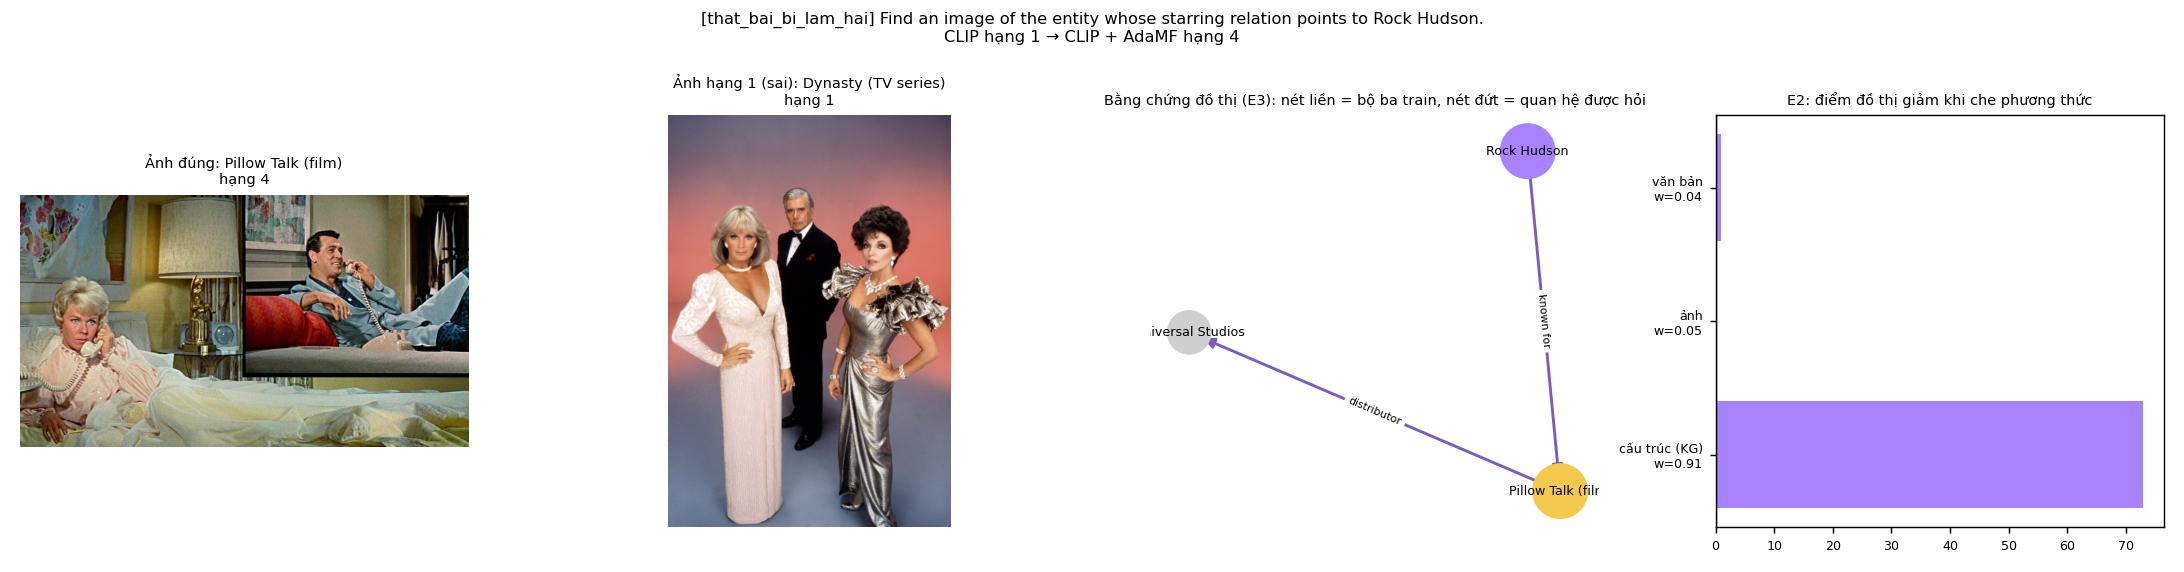 [that_bai_bi_lam_hai] Find an image of the entity whose starring relation points to Rock Hudson.
CLIP hạng 1 → CLIP + AdaMF hạng 4
Ảnh đúng: Pillow Talk (film)
hạng 4
Ảnh hạng 1 (sai): Dynasty (TV series)
hạng 1
Bằng chứng đồ thị (E3): nét liền = bộ ba train, nét đứt = quan hệ được hỏi
Rock Hudson
known for
iversal Studios
distributor
Pillow Talk (filr
E2: điểm đồ thị giảm khi che phương thức
văn bản
w=0.04
ảnh
w=0.05
cấu trúc (KG)
w=0.91
0 10 20 30 40 50 60 70